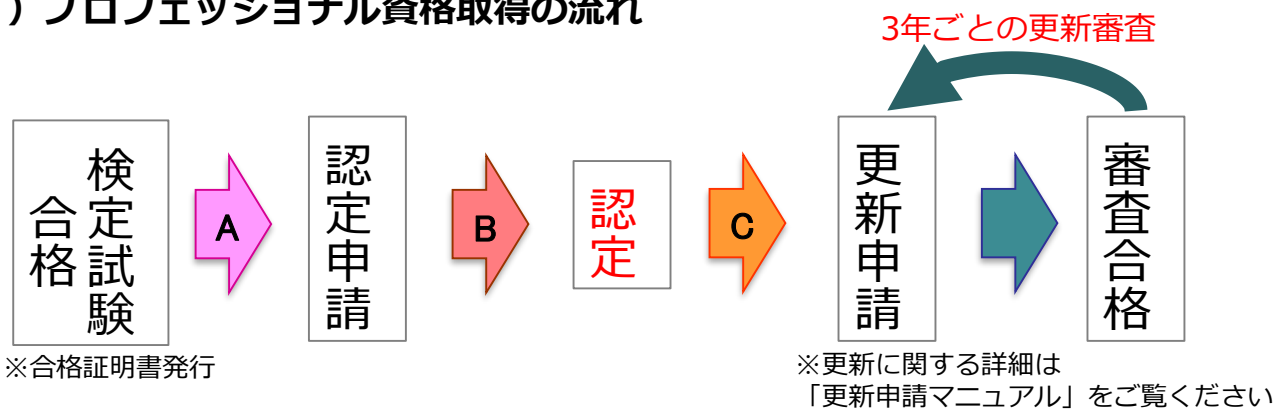 ）プロフェッショナル資格取得の流れ
3年ごとの更新審査
検定試験
合格
A
認定申請
B
認定
C
更新申請
審査合格
※合格証明書発行
※更新に関する詳細は
「更新申請マニュアル」をご覧ください